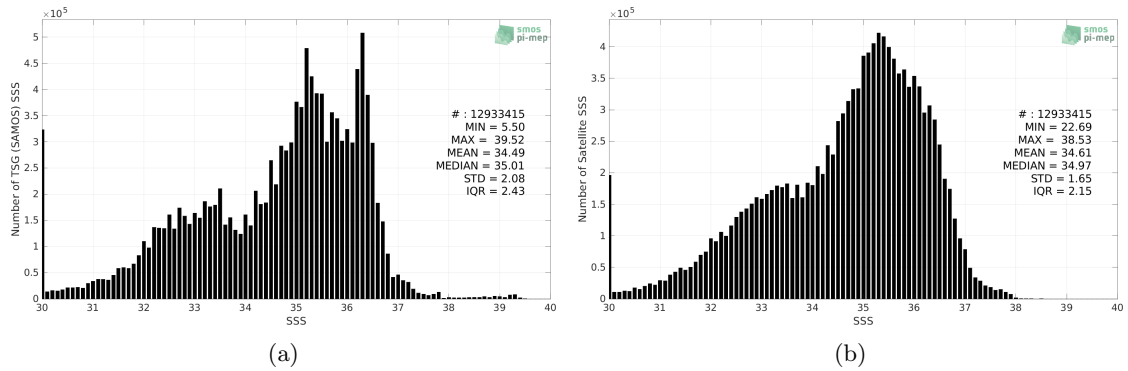 ×10⁵
5
4.5
4
3.5
3
2.5
2
1.5
1
0.5
0
Number of TSG (SAMOS) SSS
30 31 32 33 34 35 36 37 38 39 40
SSS
smos
pi-mep
# : 12933415
MIN = 5.50
MAX = 39.52
MEAN = 34.49
MEDIAN = 35.01
STD = 2.08
IQR = 2.43
(a)
×10⁵
4
3.5
3
2.5
2
1.5
1
0.5
0
Number of Satellite SSS
30 31 32 33 34 35 36 37 38 39 40
SSS
smos
pi-mep
# : 12933415
MIN = 22.69
MAX = 38.53
MEAN = 34.61
MEDIAN = 34.97
STD = 1.65
IQR = 2.15
(b)